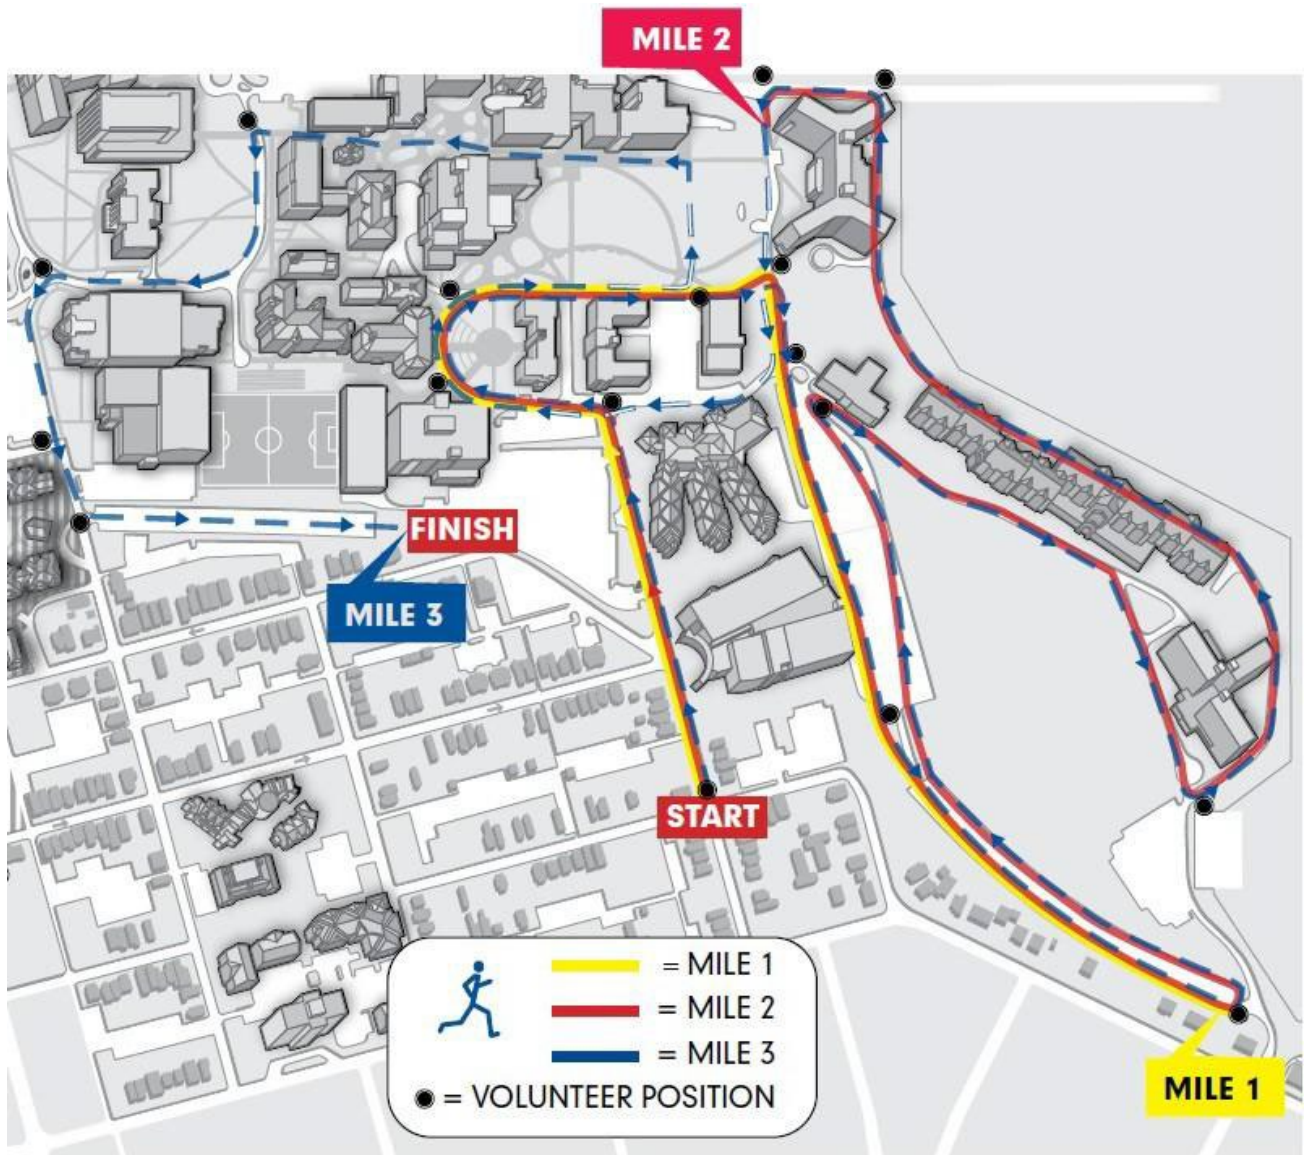 MILE 2
FINISH
MILE 3
START
= MILE 1
= MILE 2
= MILE 3
= VOLUNTEER POSITION
MILE 1